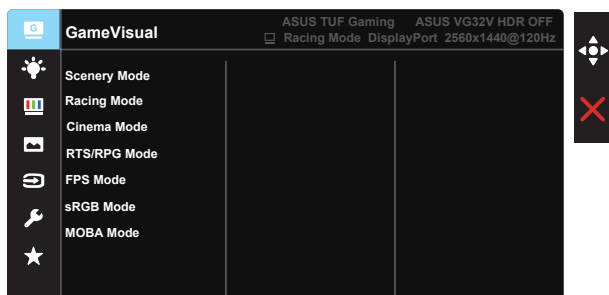 G
GameVisual
ASUS TUF Gaming ASUS VG32V HDR OFF
Racing Mode DisplayPort 2560x1440@120Hz
Scenery Mode
Racing Mode
Cinema Mode
RTS/RPG Mode
FPS Mode
sRGB Mode
MOBA Mode